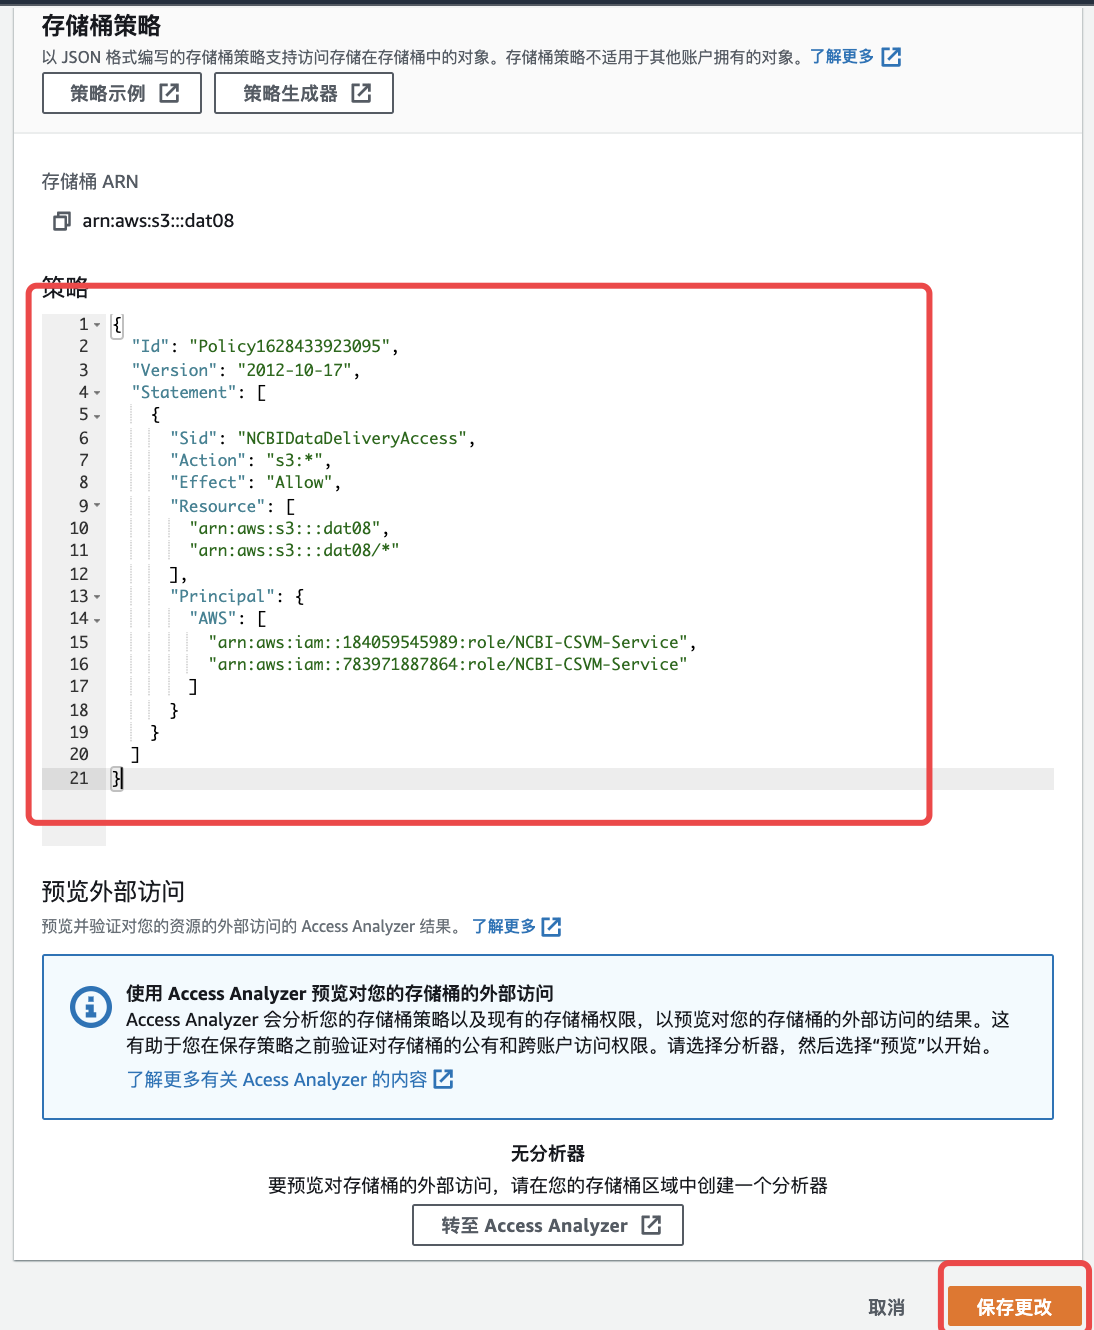 存储桶策略
以 JSON 格式编写的存储桶策略支持访问存储在存储桶中的对象。存储桶策略不适用于其他账户拥有的对象。 了解更多
策略示例 策略生成器
存储桶 ARN
arn:aws:s3:::dat08
策略
1 {
2 "Id": "Policy1628433923095",
3 "Version": "2012-10-17",
4 "Statement": [
5 {
6 "Sid": "NCBIDataDeliveryAccess",
7 "Action": "s3:*",
8 "Effect": "Allow",
9 "Resource": [
10 "arn:aws:s3:::dat08",
11 "arn:aws:s3:::dat08/*"
12 ],
13 "Principal": {
14 "AWS": [
15 "arn:aws:iam::184059545989:role/NCBI-CSVM-Service",
16 "arn:aws:iam::783971887864:role/NCBI-CSVM-Service"
17 ]
18 }
19 }
20 ]
21 }
预览外部访问
预览并验证对您的资源的外部访问的 Access Analyzer 结果。 了解更多
使用 Access Analyzer 预览对您的存储桶的外部访问
Access Analyzer 会分析您的存储桶策略以及现有的存储桶权限，以预览对您的存储桶的外部访问的结果。这
有助于您在保存策略之前验证对存储桶的公有和跨账户访问权限。请选择分析器，然后选择“预览”以开始。
了解更多有关 Acess Analyzer 的内容
无分析器
要预览对存储桶的外部访问，请在您的存储桶区域中创建一个分析器
转至 Access Analyzer
取消 保存更改